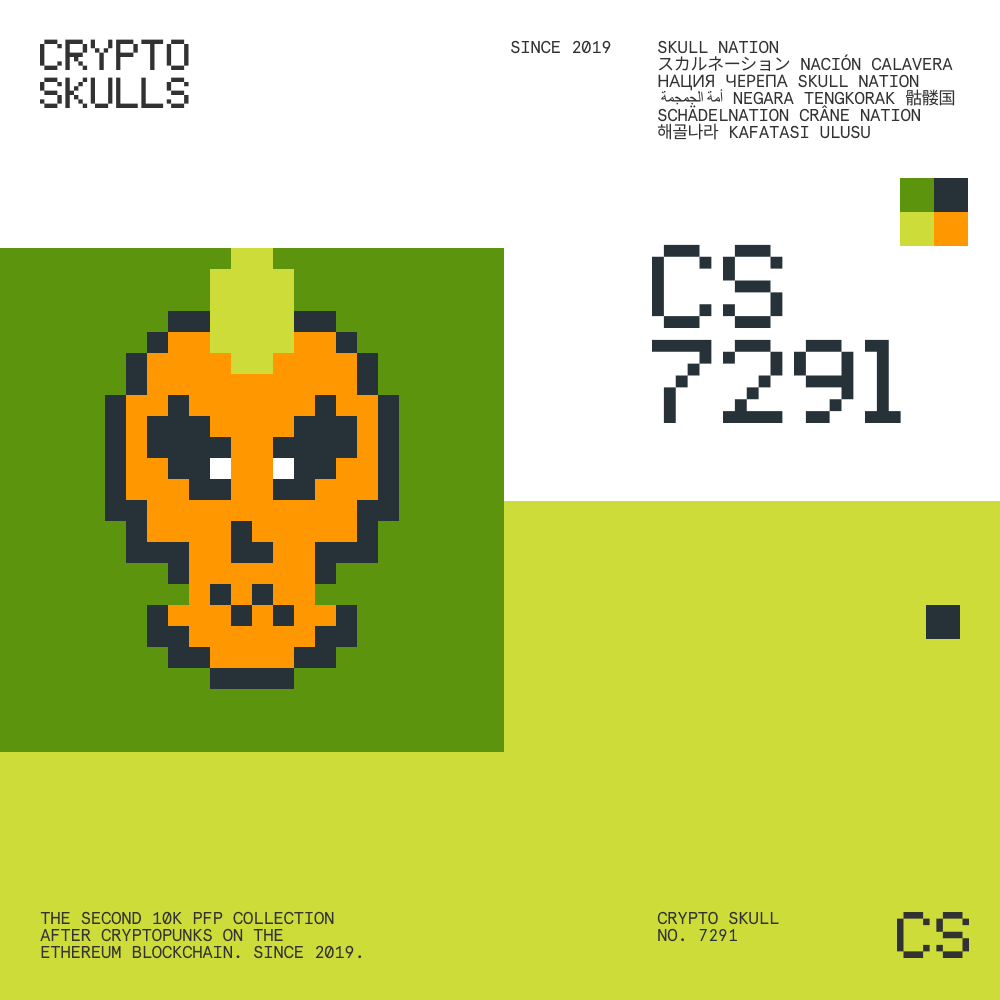 CRYPTO
SKULLS
SINCE 2019
SKULL NATION
スカルネーション NACIÓN CALAVERA
НАЦИЯ ЧЕРЕПА SKULL NATION
أمة الجمجمة NEGARA TENGKORAK 骷髅国
SCHÄDELNATION CRÂNE NATION
해골나라 KAFATASI ULUSU
CS
7291
THE SECOND 10K PFP COLLECTION
AFTER CRYPTOPUNKS ON THE
ETHEREUM BLOCKCHAIN. SINCE 2019.
CRYPTO SKULL
NO. 7291
CS